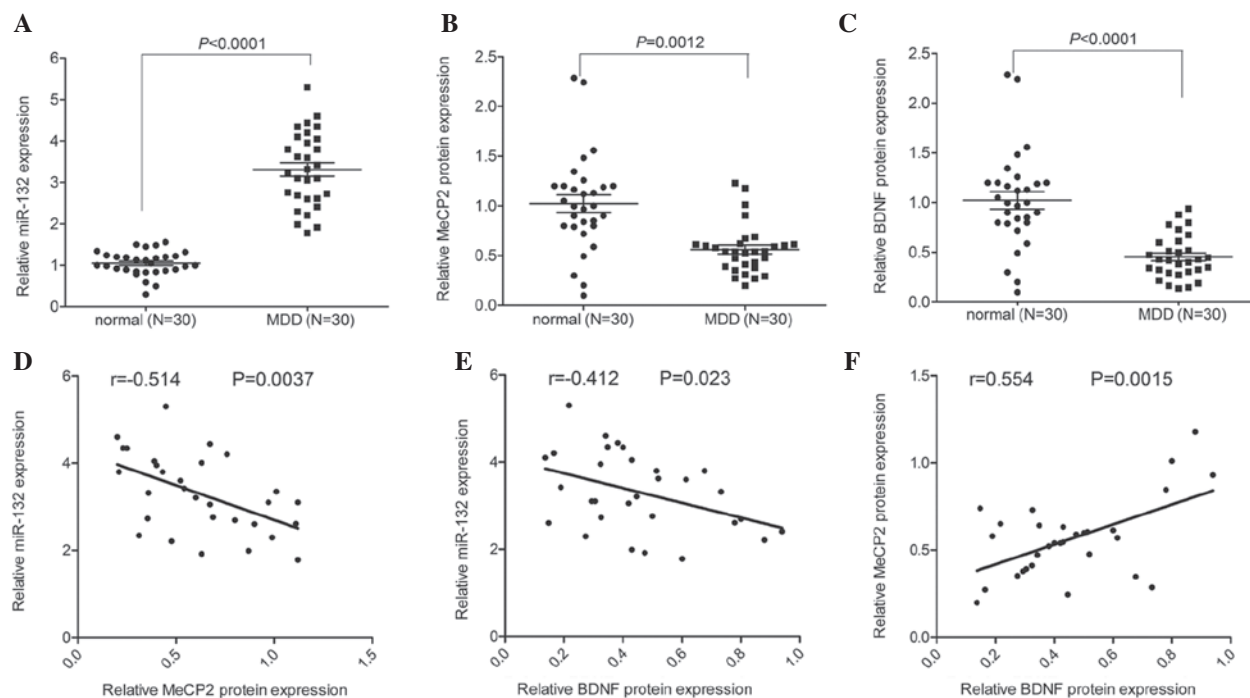 A
P<0.0001
Relative miR-132 expression
6
5
4
3
2
1
0
normal (N=30)
MDD (N=30)
B
P=0.0012
Relative MeCP2 protein expression
2.5
2.0
1.5
1.0
0.5
0.0
normal (N=30)
MDD (N=30)
C
P<0.0001
Relative BDNF protein expression
2.5
2.0
1.5
1.0
0.5
0.0
normal (N=30)
MDD (N=30)
D
r=-0.514
P=0.0037
Relative miR-132 expression
6
4
2
0
0.0
0.5
1.0
1.5
Relative MeCP2 protein expression
E
r=-0.412
P=0.023
Relative miR-132 expression
6
4
2
0
0.0
0.2
0.4
0.6
0.8
1.0
Relative BDNF protein expression
F
r=0.554
P=0.0015
Relative MeCP2 protein expression
1.5
1.0
0.5
0.0
0.0
0.2
0.4
0.6
0.8
1.0
Relative BDNF protein expression